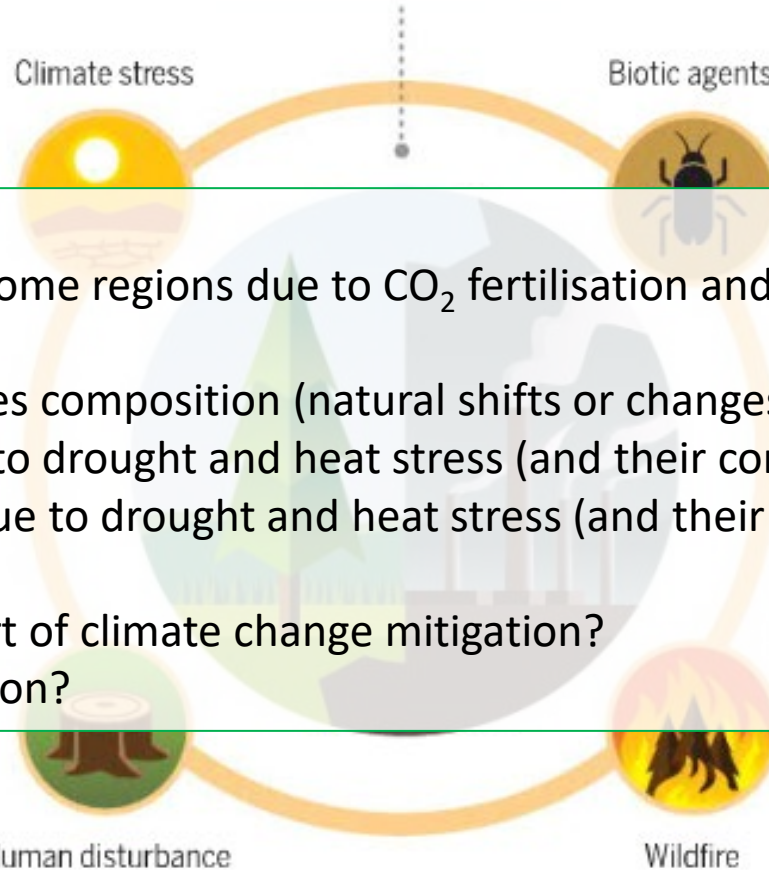 Climate stress
Biotic agents
ome regions due to CO₂ fertilisation and
es composition (natural shifts or changes
to drought and heat stress (and their co
ue to drought and heat stress (and their
rt of climate change mitigation?
on?
uman disturbance
Wildfire